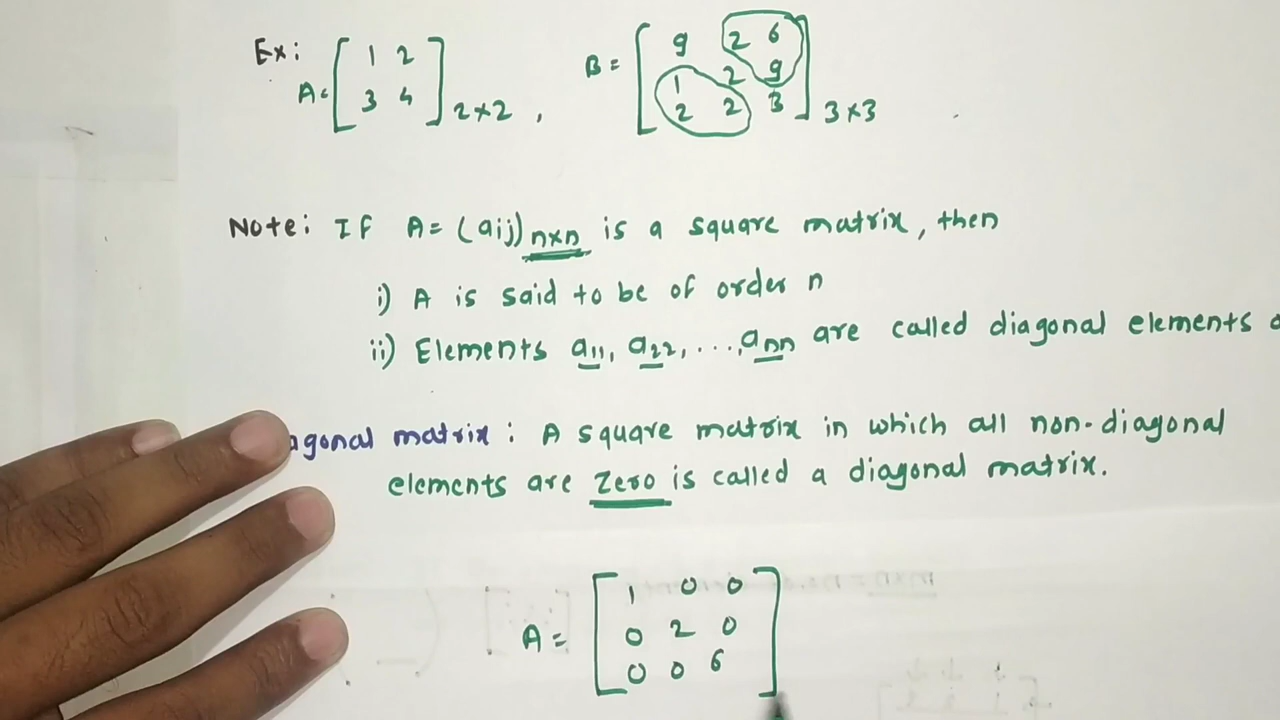 Ex:
A= [ 1 2
3 4 ] 2×2 ,
B = [ 9 2 6
1 2 9
2 2 3 ] 3×3
Note: If A= (aij) n×n is a square matrix, then
i) A is said to be of order n
ii) Elements a11, a22, ..., ann are called diagonal elements
agonal matrix : A square matrix in which all non-diagonal
elements are Zero is called a diagonal matrix.
A = [ 1 0 0
0 2 0
0 0 6 ]